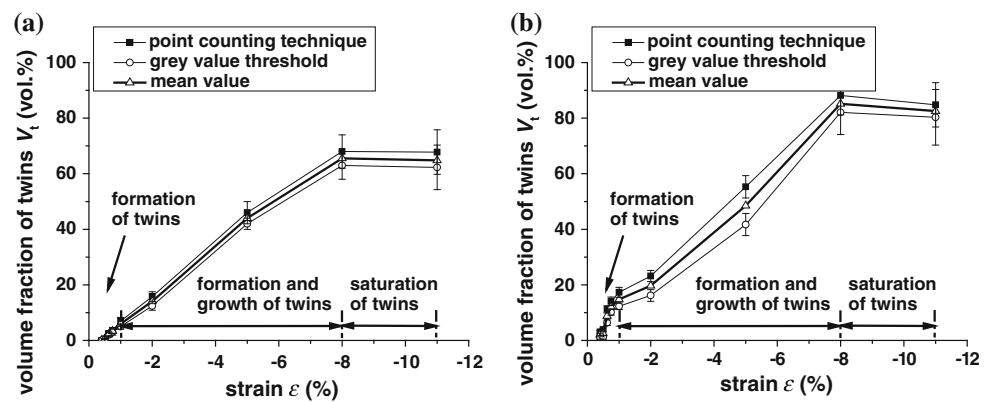 (a)
point counting technique
grey value threshold
mean value
volume fraction of twins Vt (vol.%)
100
80
60
40
20
0
formation
of twins
formation and
growth of twins
saturation
of twins
0 -2 -4 -6 -8 -10 -12
strain ε (%)
(b)
point counting technique
grey value threshold
mean value
volume fraction of twins Vt (vol.%)
100
80
60
40
20
0
formation
of twins
formation and
growth of twins
saturation
of twins
0 -2 -4 -6 -8 -10 -12
strain ε (%)